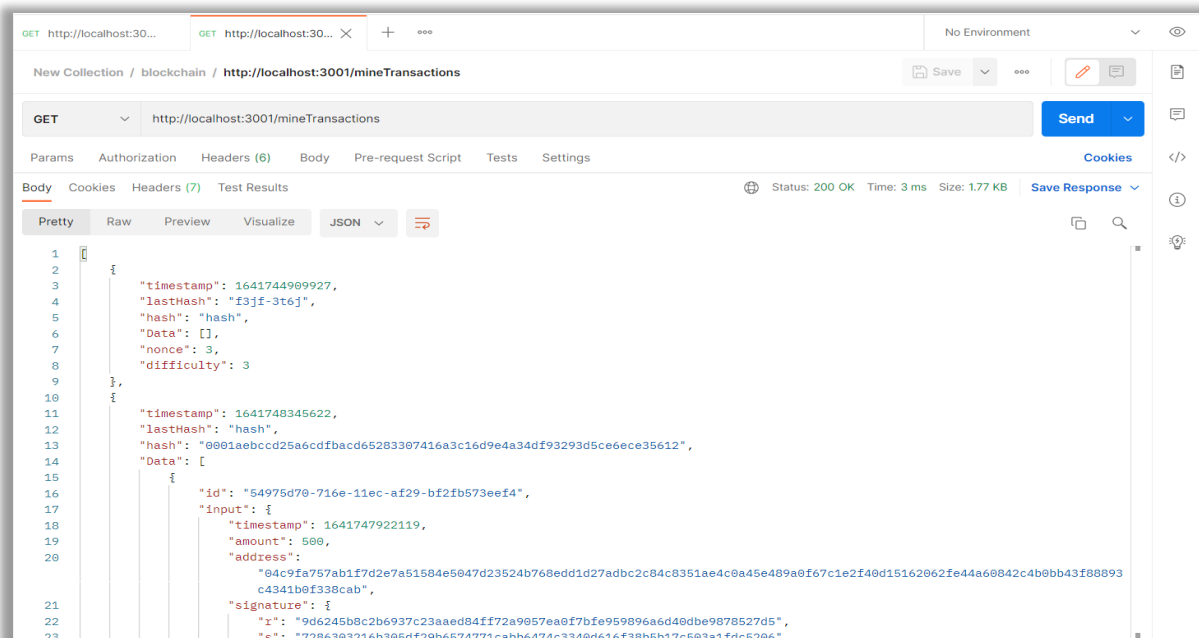 GET http://localhost:30... GET http://localhost:30... No Environment
New Collection / blockchain / http://localhost:3001/mineTransactions Save
GET http://localhost:3001/mineTransactions Send
Params Authorization Headers (6) Body Pre-request Script Tests Settings Cookies
Body Cookies Headers (7) Test Results Status: 200 OK Time: 3 ms Size: 1.77 KB Save Response
Pretty Raw Preview Visualize JSON
1 [
2 {
3 "timestamp": 1641744909927,
4 "lastHash": "f3jf-3t6j",
5 "hash": "hash",
6 "Data": [],
7 "nonce": 3,
8 "difficulty": 3
9 },
10 {
11 "timestamp": 1641748345622,
12 "lastHash": "hash",
13 "hash": "0001aebccd25a6cdfbacd65283307416a3c16d9e4a34df93293d5ce6ece35612",
14 "Data": [
15 {
16 "id": "54975d70-716e-11ec-af29-bf2fb573eef4",
17 "input": {
18 "timestamp": 1641747922119,
19 "amount": 500,
20 "address":
"04c9fa757ab1f7d2e7a51584e5047d23524b768edd1d27adbc2c84c8351ae4c0a45e489a0f67c1e2f40d15162062fe44a60842c4b0bb43f88893
c4341b0f338cab",
21 "signature": {
22 "r": "9d6245b8c2b6937c23aaed84ff72a9057ea0f7bfe959896a6d40dbe9878527d5",
23 "s":